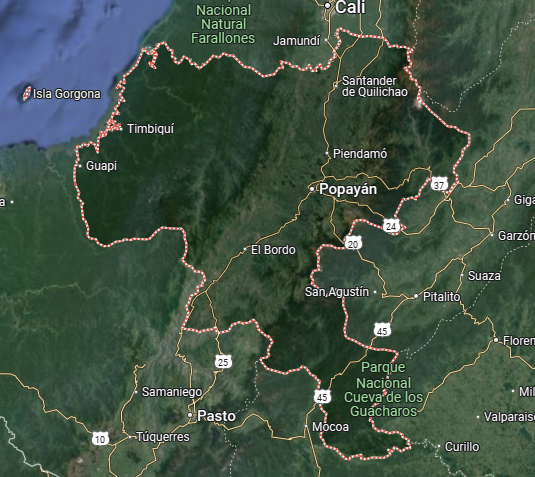 Nacional
Natural
Farallones
Cali
Jamundí
Isla Gorgona
Santander
de Quilichao
Timbiquí
Guapi
Piendamó
Popayán
37
Giga
a
24
20
Garzón
El Bordo
Suaza
San Agustín
Pitalito
45
Floren
25
Parque
Nacional
Cueva de los
Guácharos
Samaniego
45
Mil
Pasto
Valparaís
Mocoa
10
Túquerres
Curillo